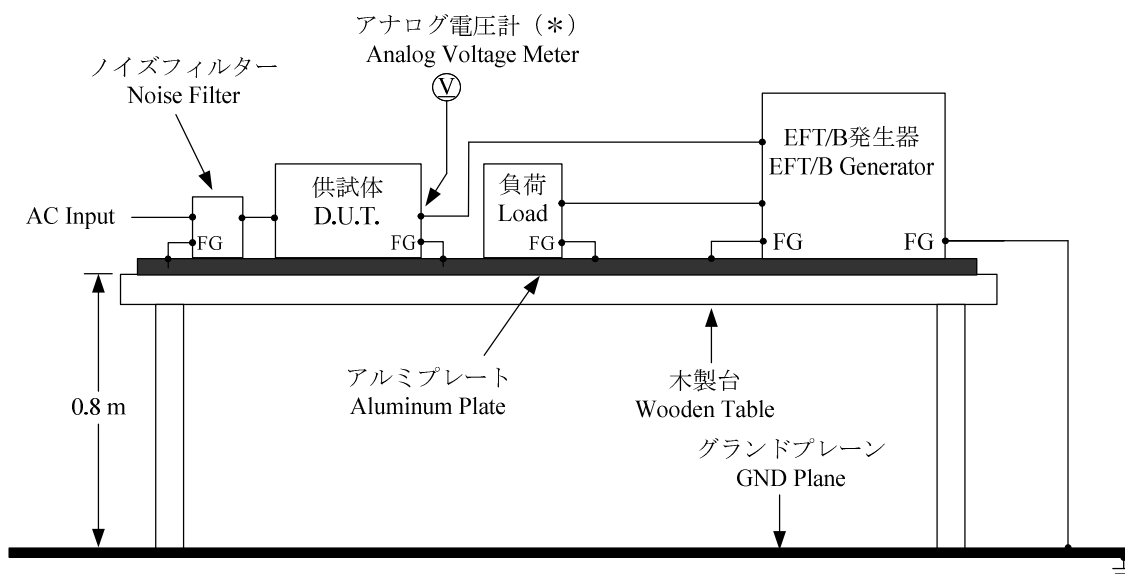 アナログ電圧計（＊）
Analog Voltage Meter
V
ノイズフィルター
Noise Filter
EFT/B発生器
EFT/B Generator
供試体
D.U.T.
負荷
Load
AC Input
FG
FG
FG
FG
FG
アルミプレート
Aluminum Plate
木製台
Wooden Table
0.8 m
グランドプレーン
GND Plane